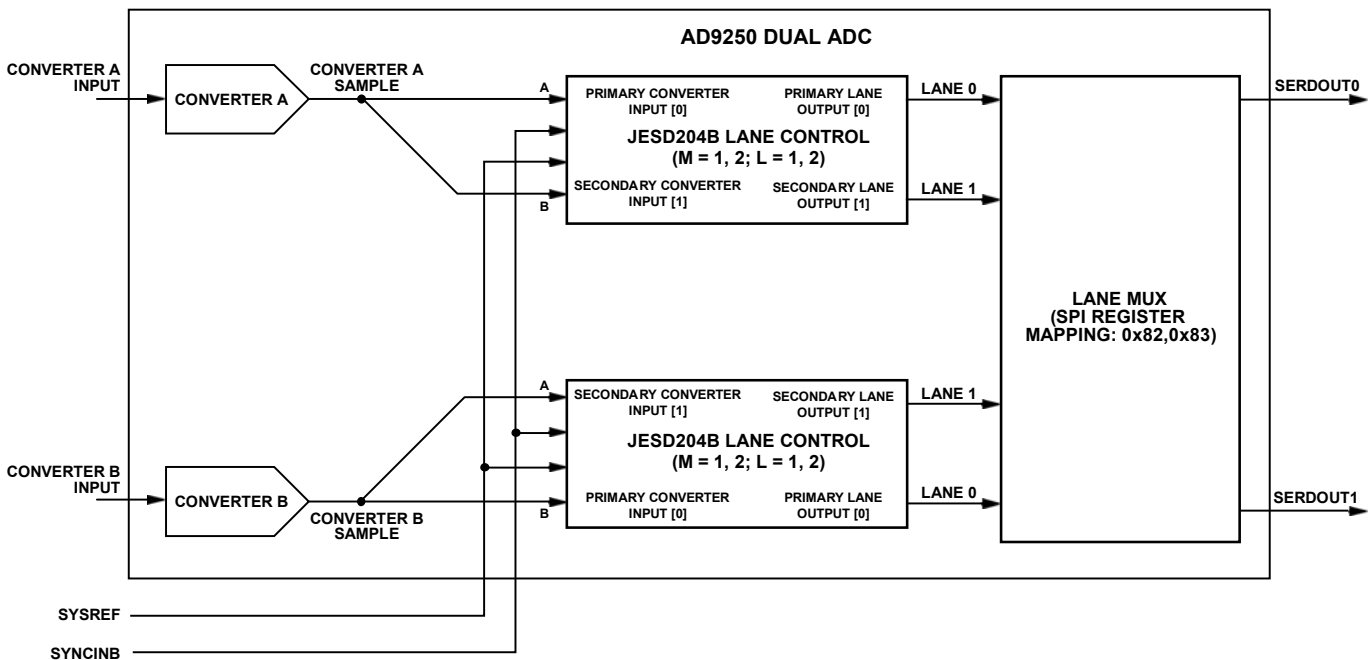 AD9250 DUAL ADC
CONVERTER A
INPUT
CONVERTER A
CONVERTER A
SAMPLE
A
B
PRIMARY CONVERTER
INPUT [0]
PRIMARY LANE
OUTPUT [0]
JESD204B LANE CONTROL
(M = 1, 2; L = 1, 2)
SECONDARY CONVERTER
INPUT [1]
SECONDARY LANE
OUTPUT [1]
LANE 0
LANE 1
SERDOUT0
LANE MUX
(SPI REGISTER
MAPPING: 0x82,0x83)
CONVERTER B
INPUT
CONVERTER B
CONVERTER B
SAMPLE
A
B
SECONDARY CONVERTER
INPUT [1]
SECONDARY LANE
OUTPUT [1]
JESD204B LANE CONTROL
(M = 1, 2; L = 1, 2)
PRIMARY CONVERTER
INPUT [0]
PRIMARY LANE
OUTPUT [0]
LANE 1
LANE 0
SERDOUT1
SYSREF
SYNCINB